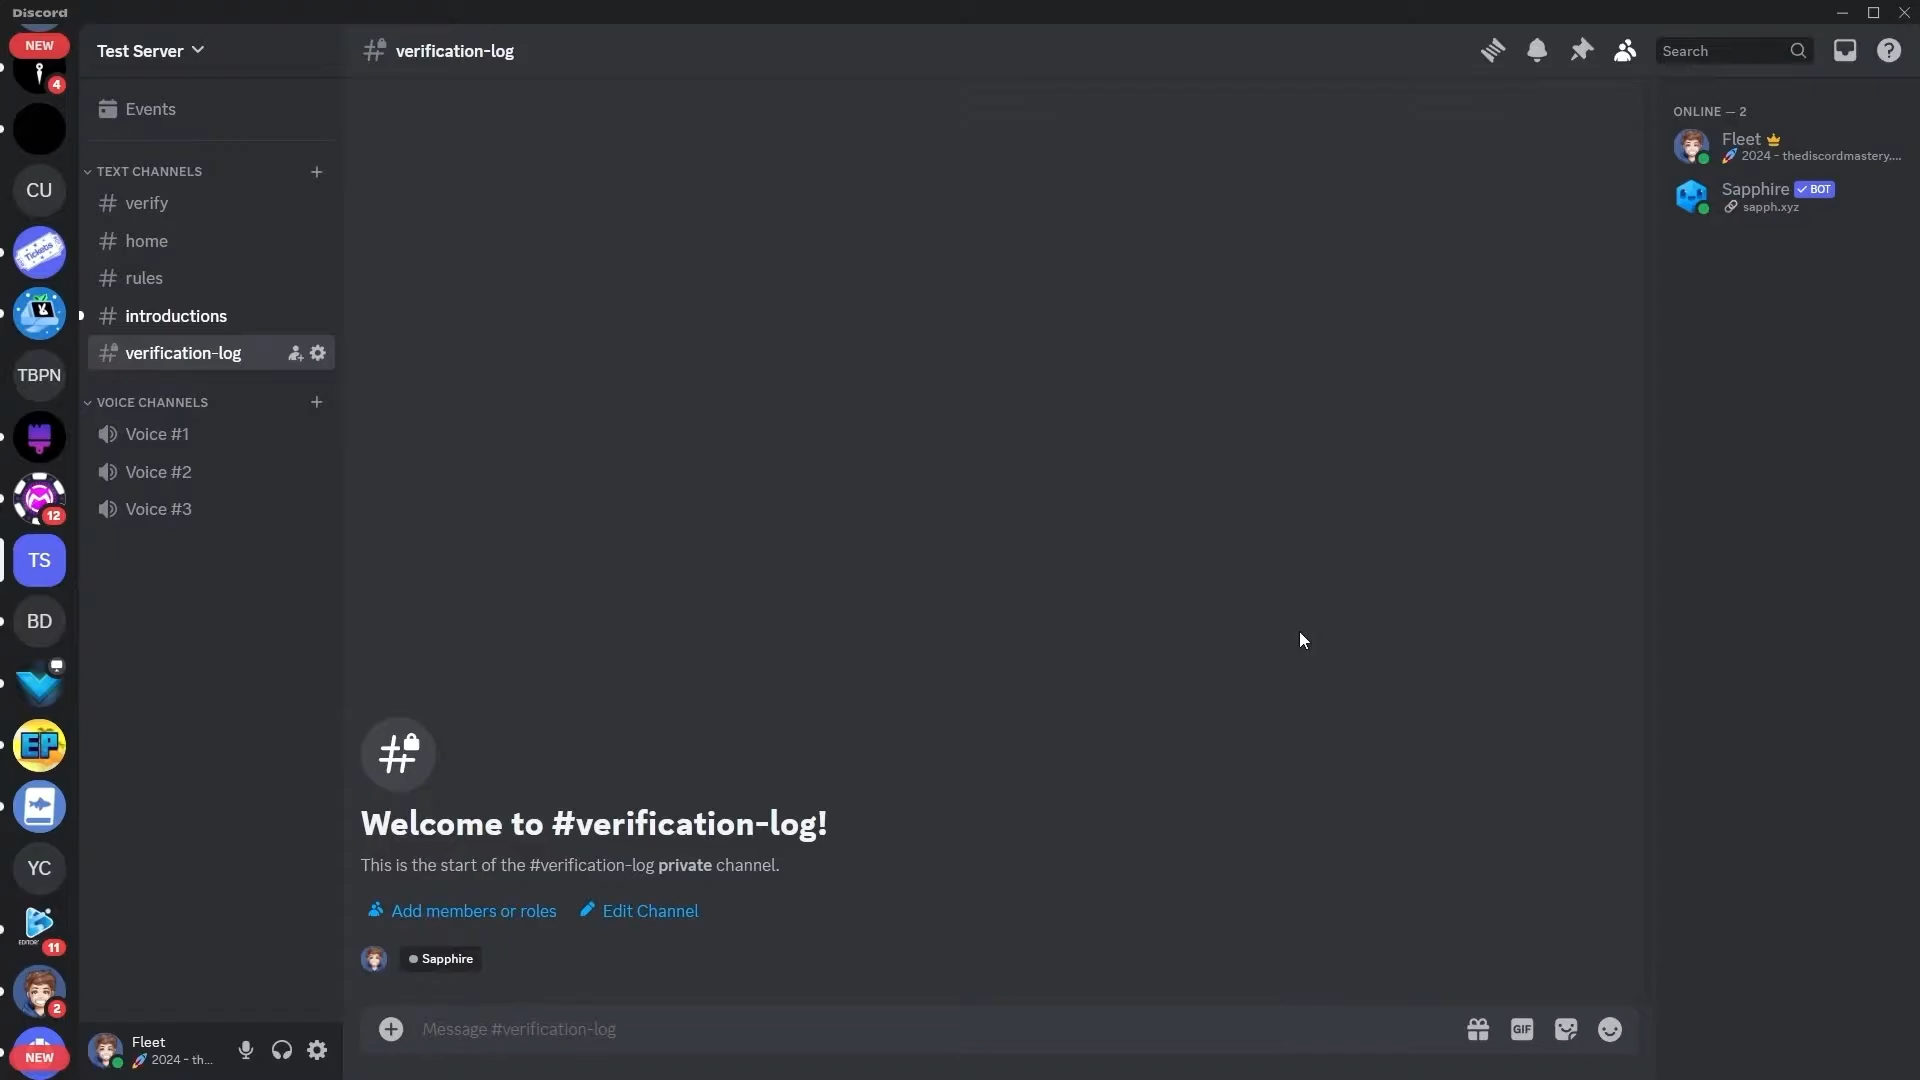 Discord
NEW
4
CU
Tickets
TBPN
12
TS
BD
EP
YC
11
2
NEW
Test Server
Events
TEXT CHANNELS
verify
home
rules
introductions
verification-log
VOICE CHANNELS
Voice #1
Voice #2
Voice #3
Fleet
2024 - th...
verification-log
Search
Welcome to #verification-log!
This is the start of the #verification-log private channel.
Add members or roles Edit Channel
Sapphire
Message #verification-log
GIF
ONLINE — 2
Fleet
2024 - thediscordmastery....
Sapphire BOT
sapph.xyz